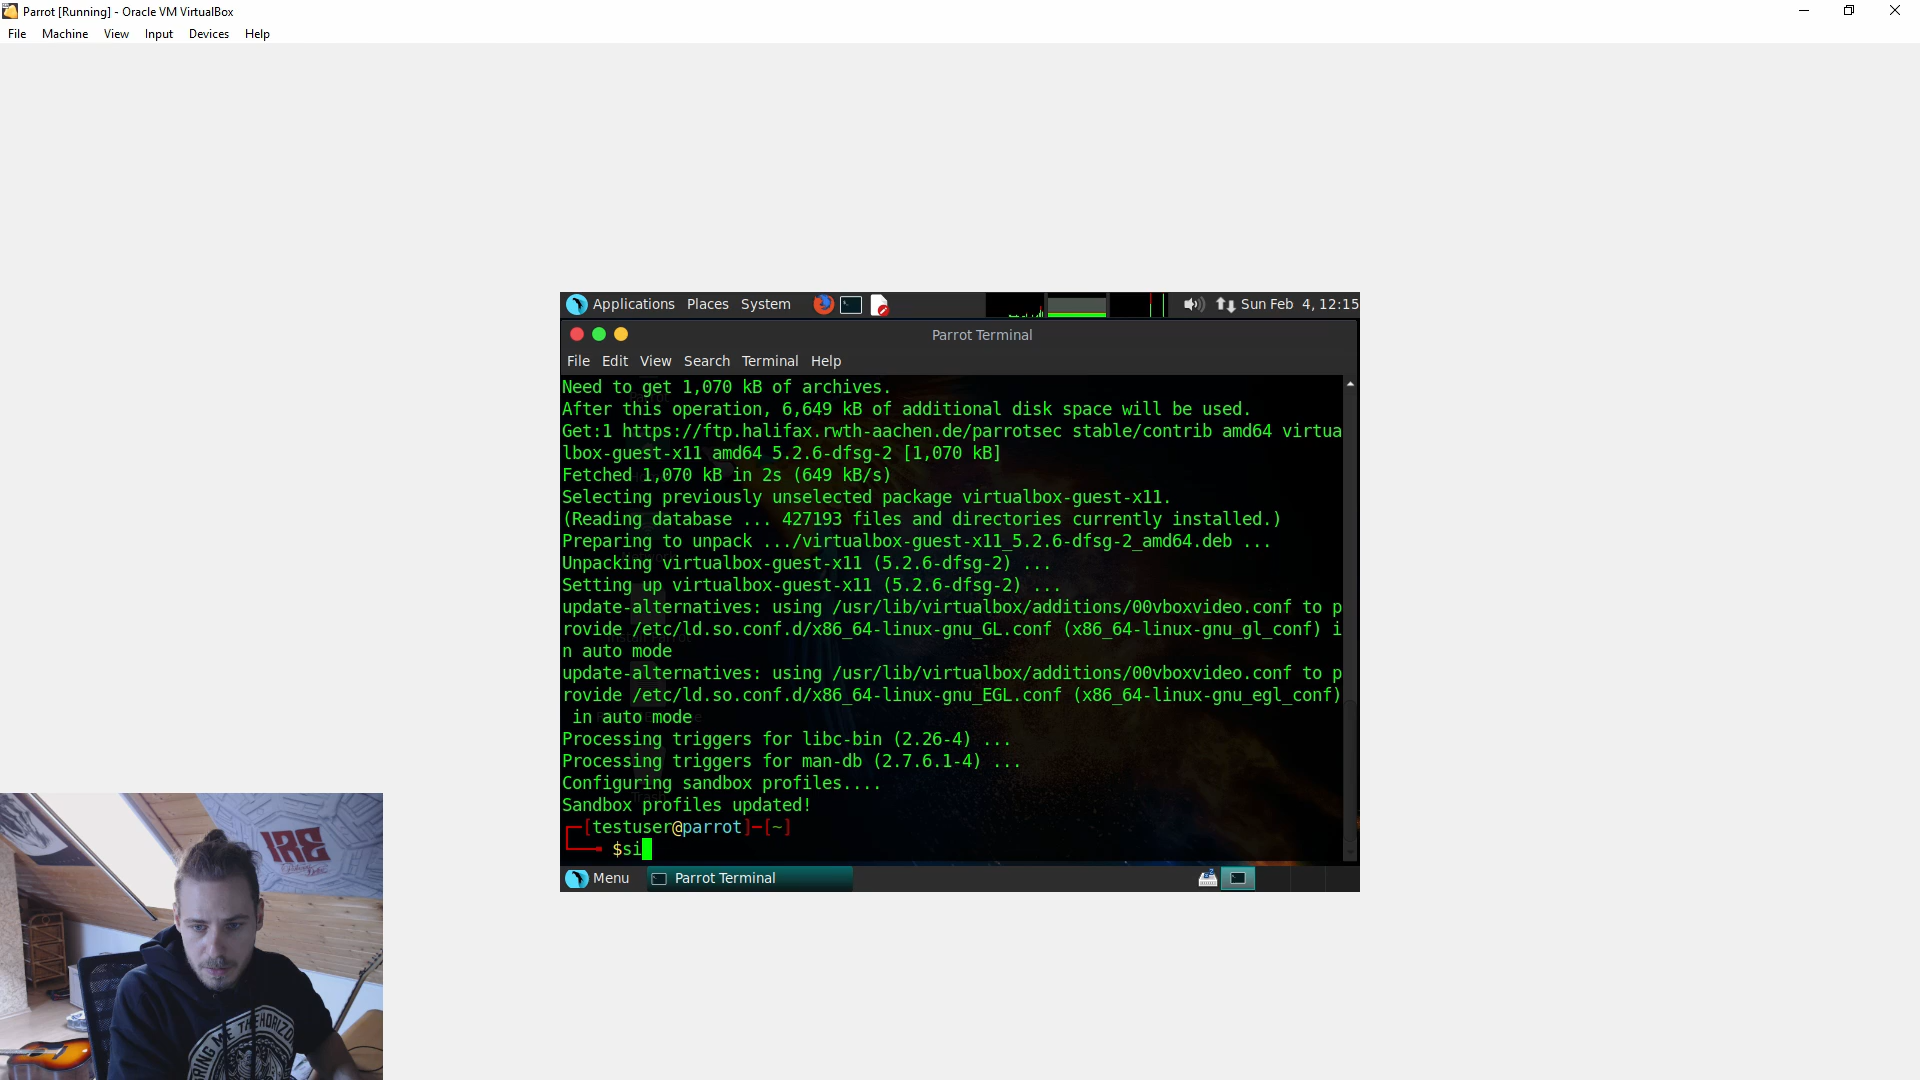 Parrot [Running] - Oracle VM VirtualBox
File Machine View Input Devices Help
Applications Places System Sun Feb 4, 12:15
Parrot Terminal
File Edit View Search Terminal Help
Need to get 1,070 kB of archives.
After this operation, 6,649 kB of additional disk space will be used.
Get:1 https://ftp.halifax.rwth-aachen.de/parrotsec stable/contrib amd64 virtua
lbox-guest-x11 amd64 5.2.6-dfsg-2 [1,070 kB]
Fetched 1,070 kB in 2s (649 kB/s)
Selecting previously unselected package virtualbox-guest-x11.
(Reading database ... 427193 files and directories currently installed.)
Preparing to unpack .../virtualbox-guest-x11_5.2.6-dfsg-2_amd64.deb ...
Unpacking virtualbox-guest-x11 (5.2.6-dfsg-2) ...
Setting up virtualbox-guest-x11 (5.2.6-dfsg-2) ...
update-alternatives: using /usr/lib/virtualbox/additions/00vboxvideo.conf to p
rovide /etc/ld.so.conf.d/x86_64-linux-gnu_GL.conf (x86_64-linux-gnu_gl_conf) i
n auto mode
update-alternatives: using /usr/lib/virtualbox/additions/00vboxvideo.conf to p
rovide /etc/ld.so.conf.d/x86_64-linux-gnu_EGL.conf (x86_64-linux-gnu_egl_conf)
 in auto mode
Processing triggers for libc-bin (2.26-4) ...
Processing triggers for man-db (2.7.6.1-4) ...
Configuring sandbox profiles....
Sandbox profiles updated!
[testuser@parrot]-[~]
$si
Menu Parrot Terminal
IRE
BRING ME THE HORIZO